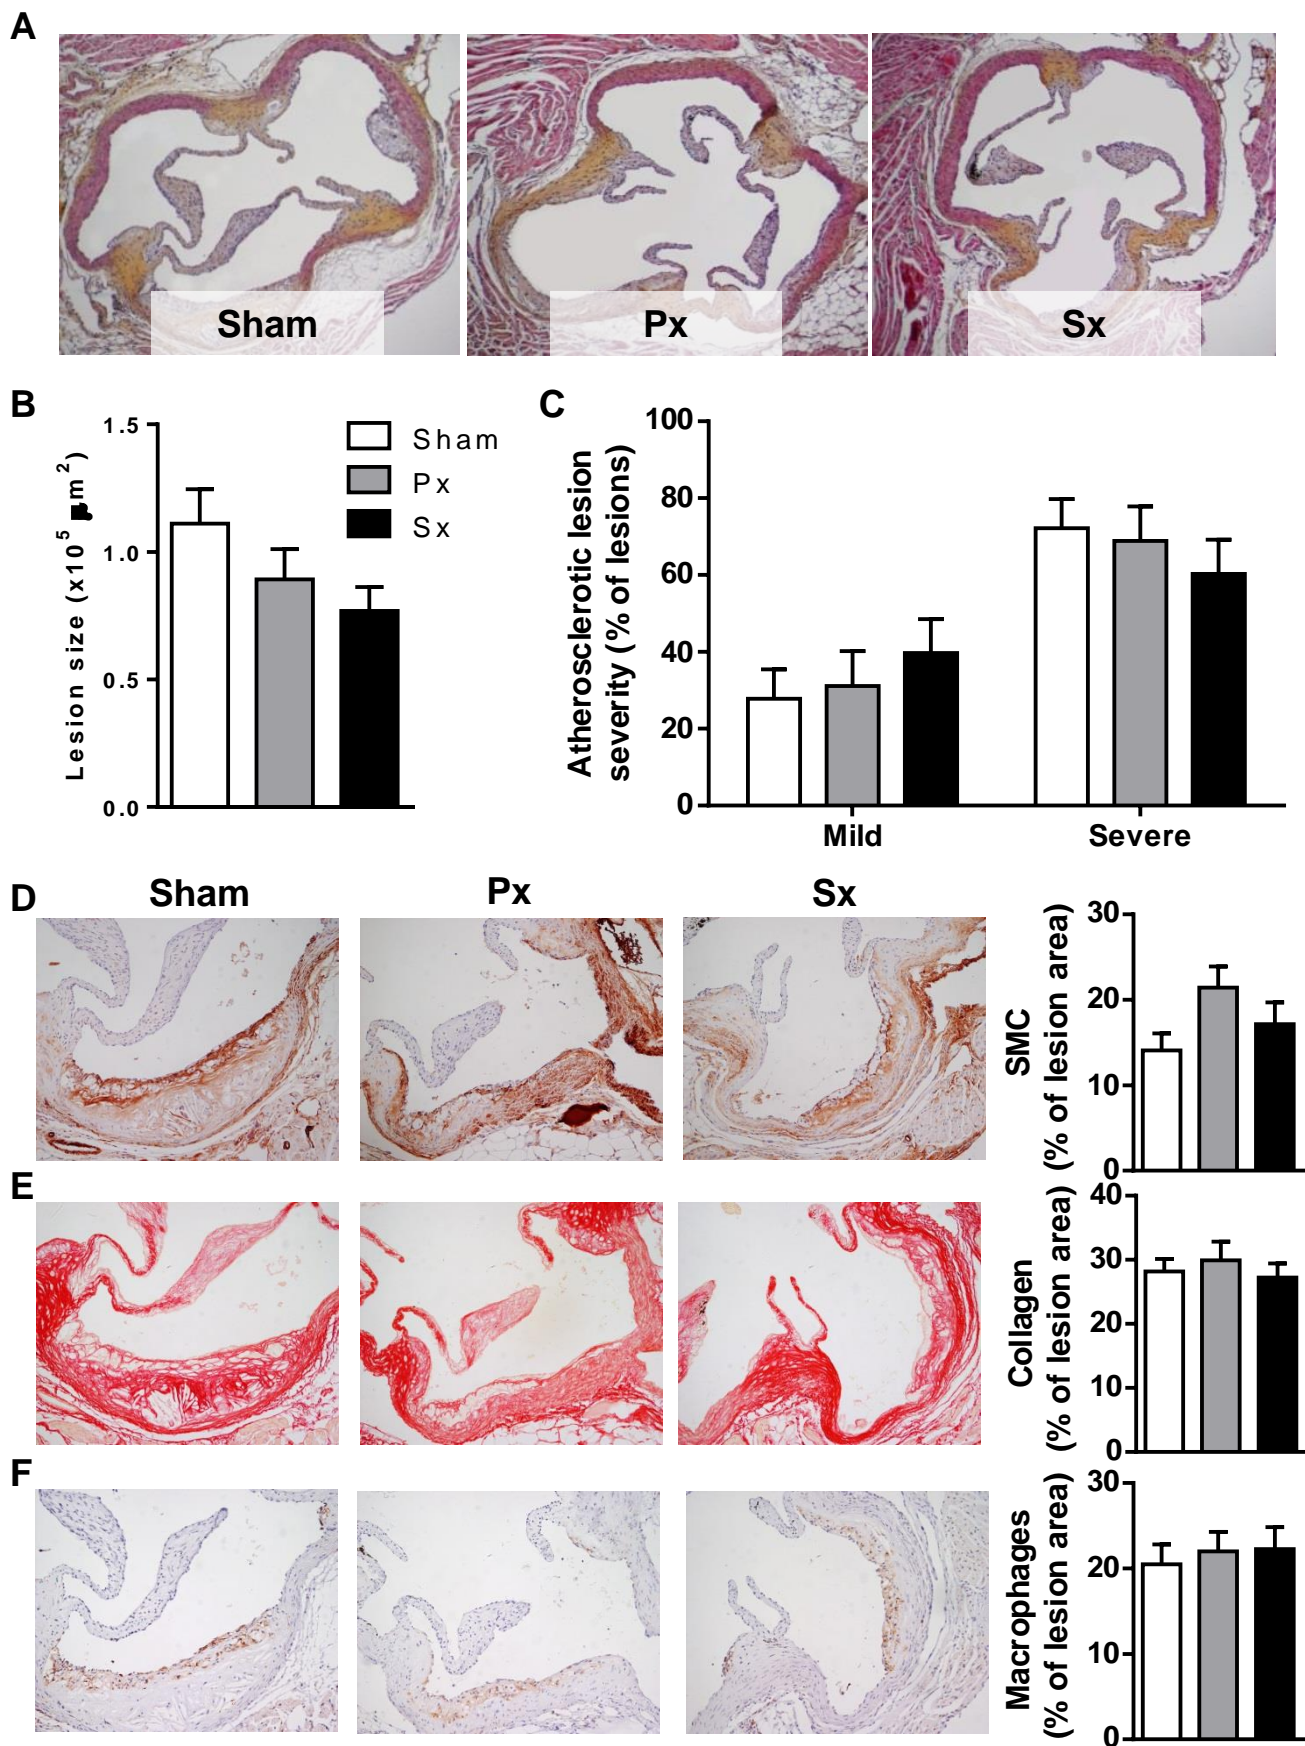 A
Sham
Px
Sx
B
Lesion size (x10⁵ μm²)
1.5
1.0
0.5
0.0
Sham
Px
Sx
C
Atherosclerotic lesion
severity (% of lesions)
100
80
60
40
20
0
Mild
Severe
D
Sham
Px
Sx
SMC
(% of lesion area)
30
20
10
0
E
Collagen
(% of lesion area)
40
30
20
10
0
F
Macrophages
(% of lesion area)
30
20
10
0